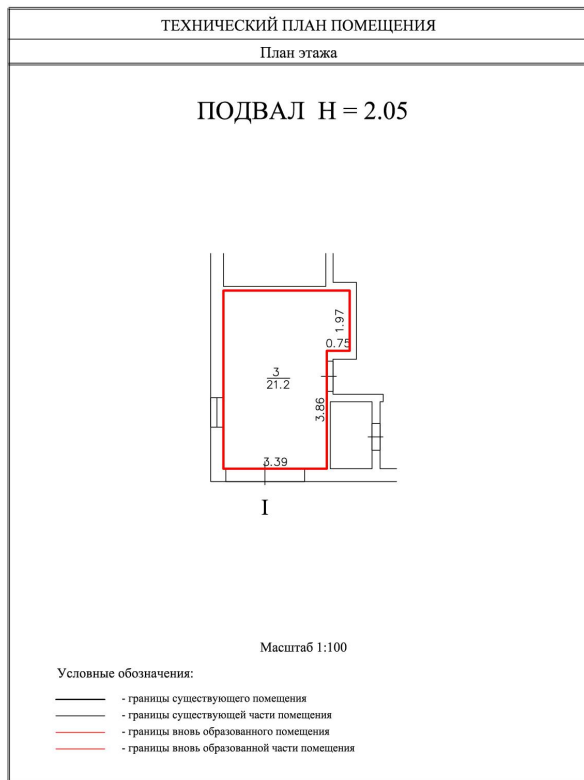 ТЕХНИЧЕСКИЙ ПЛАН ПОМЕЩЕНИЯ
План этажа
ПОДВАЛ H = 2.05
1.97
0.75
3
21.2
3.86
3.39
I
Масштаб 1:100
Условные обозначения:
- границы существующего помещения
- границы существующей части помещения
- границы вновь образованного помещения
- границы вновь образованной части помещения